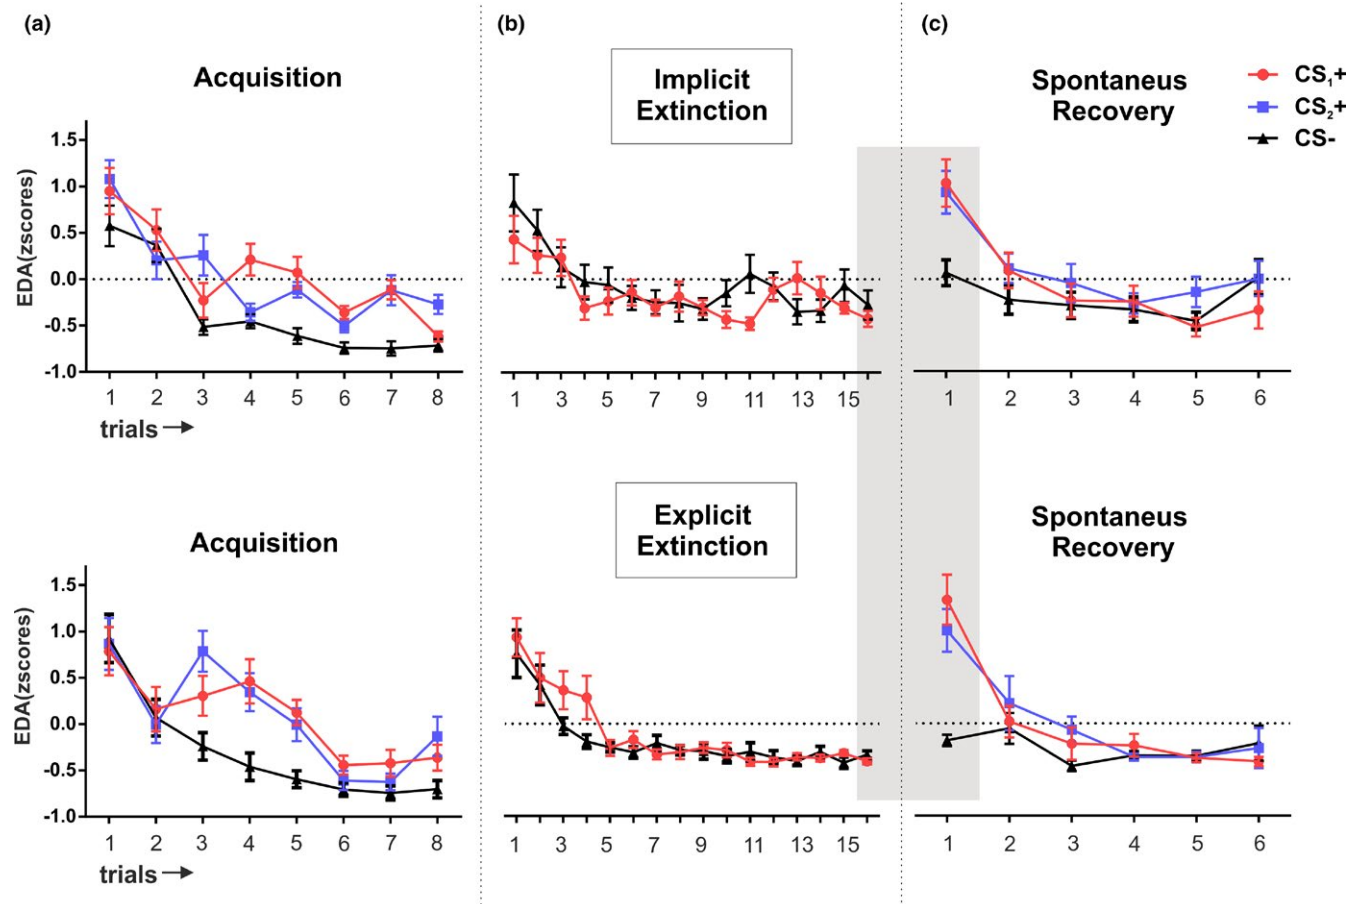 (a)
(b)
(c)
Acquisition
Implicit
Extinction
Spontaneus
Recovery
CS₁+
CS₂+
CS-
EDA(zscores)
1.5
1.0
0.5
0.0
-0.5
-1.0
1 2 3 4 5 6 7 8
trials →
1 3 5 7 9 11 13 15
1 2 3 4 5 6
Acquisition
Explicit
Extinction
Spontaneus
Recovery
EDA(zscores)
1.5
1.0
0.5
0.0
-0.5
-1.0
1 2 3 4 5 6 7 8
trials →
1 3 5 7 9 11 13 15
1 2 3 4 5 6